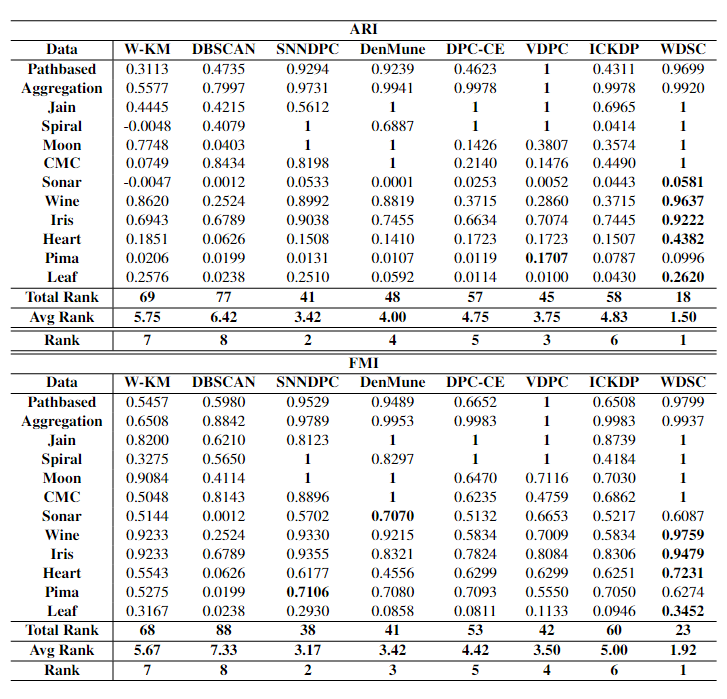 ARI
Data W-KM DBSCAN SNNDPC DenMune DPC-CE VDPC ICKDP WDSC
Pathbased 0.3113 0.4735 0.9294 0.9239 0.4623 1 0.4311 0.9699
Aggregation 0.5577 0.7997 0.9731 0.9941 0.9978 1 0.9978 0.9920
Jain 0.4445 0.4215 0.5612 1 1 1 0.6965 1
Spiral -0.0048 0.4079 1 0.6887 1 1 0.0414 1
Moon 0.7748 0.0403 1 1 0.1426 0.3807 0.3574 1
CMC 0.0749 0.8434 0.8198 1 0.2140 0.1476 0.4490 1
Sonar -0.0047 0.0012 0.0533 0.0001 0.0253 0.0052 0.0443 0.0581
Wine 0.8620 0.2524 0.8992 0.8819 0.3715 0.2860 0.3715 0.9637
Iris 0.6943 0.6789 0.9038 0.7455 0.6634 0.7074 0.7445 0.9222
Heart 0.1851 0.0626 0.1508 0.1410 0.1723 0.1723 0.1507 0.4382
Pima 0.0206 0.0199 0.0131 0.0107 0.0119 0.1707 0.0787 0.0996
Leaf 0.2576 0.0238 0.2510 0.0592 0.0114 0.0100 0.0430 0.2620
Total Rank 69 77 41 48 57 45 58 18
Avg Rank 5.75 6.42 3.42 4.00 4.75 3.75 4.83 1.50
Rank 7 8 2 4 5 3 6 1
FMI
Data W-KM DBSCAN SNNDPC DenMune DPC-CE VDPC ICKDP WDSC
Pathbased 0.5457 0.5980 0.9529 0.9489 0.6652 1 0.6508 0.9799
Aggregation 0.6508 0.8842 0.9789 0.9953 0.9983 1 0.9983 0.9937
Jain 0.8200 0.6210 0.8123 1 1 1 0.8739 1
Spiral 0.3275 0.5650 1 0.8297 1 1 0.4184 1
Moon 0.9084 0.4114 1 1 0.6470 0.7116 0.7030 1
CMC 0.5048 0.8143 0.8896 1 0.6235 0.4759 0.6862 1
Sonar 0.5144 0.0012 0.5702 0.7070 0.5132 0.6653 0.5217 0.6087
Wine 0.9233 0.2524 0.9330 0.9215 0.5834 0.7009 0.5834 0.9759
Iris 0.9233 0.6789 0.9355 0.8321 0.7824 0.8084 0.8306 0.9479
Heart 0.5543 0.0626 0.6177 0.4556 0.6299 0.6299 0.6251 0.7231
Pima 0.5275 0.0199 0.7106 0.7080 0.7093 0.5550 0.7050 0.6274
Leaf 0.3167 0.0238 0.2930 0.0858 0.0811 0.1133 0.0946 0.3452
Total Rank 68 88 38 41 53 42 60 23
Avg Rank 5.67 7.33 3.17 3.42 4.42 3.50 5.00 1.92
Rank 7 8 2 3 5 4 6 1